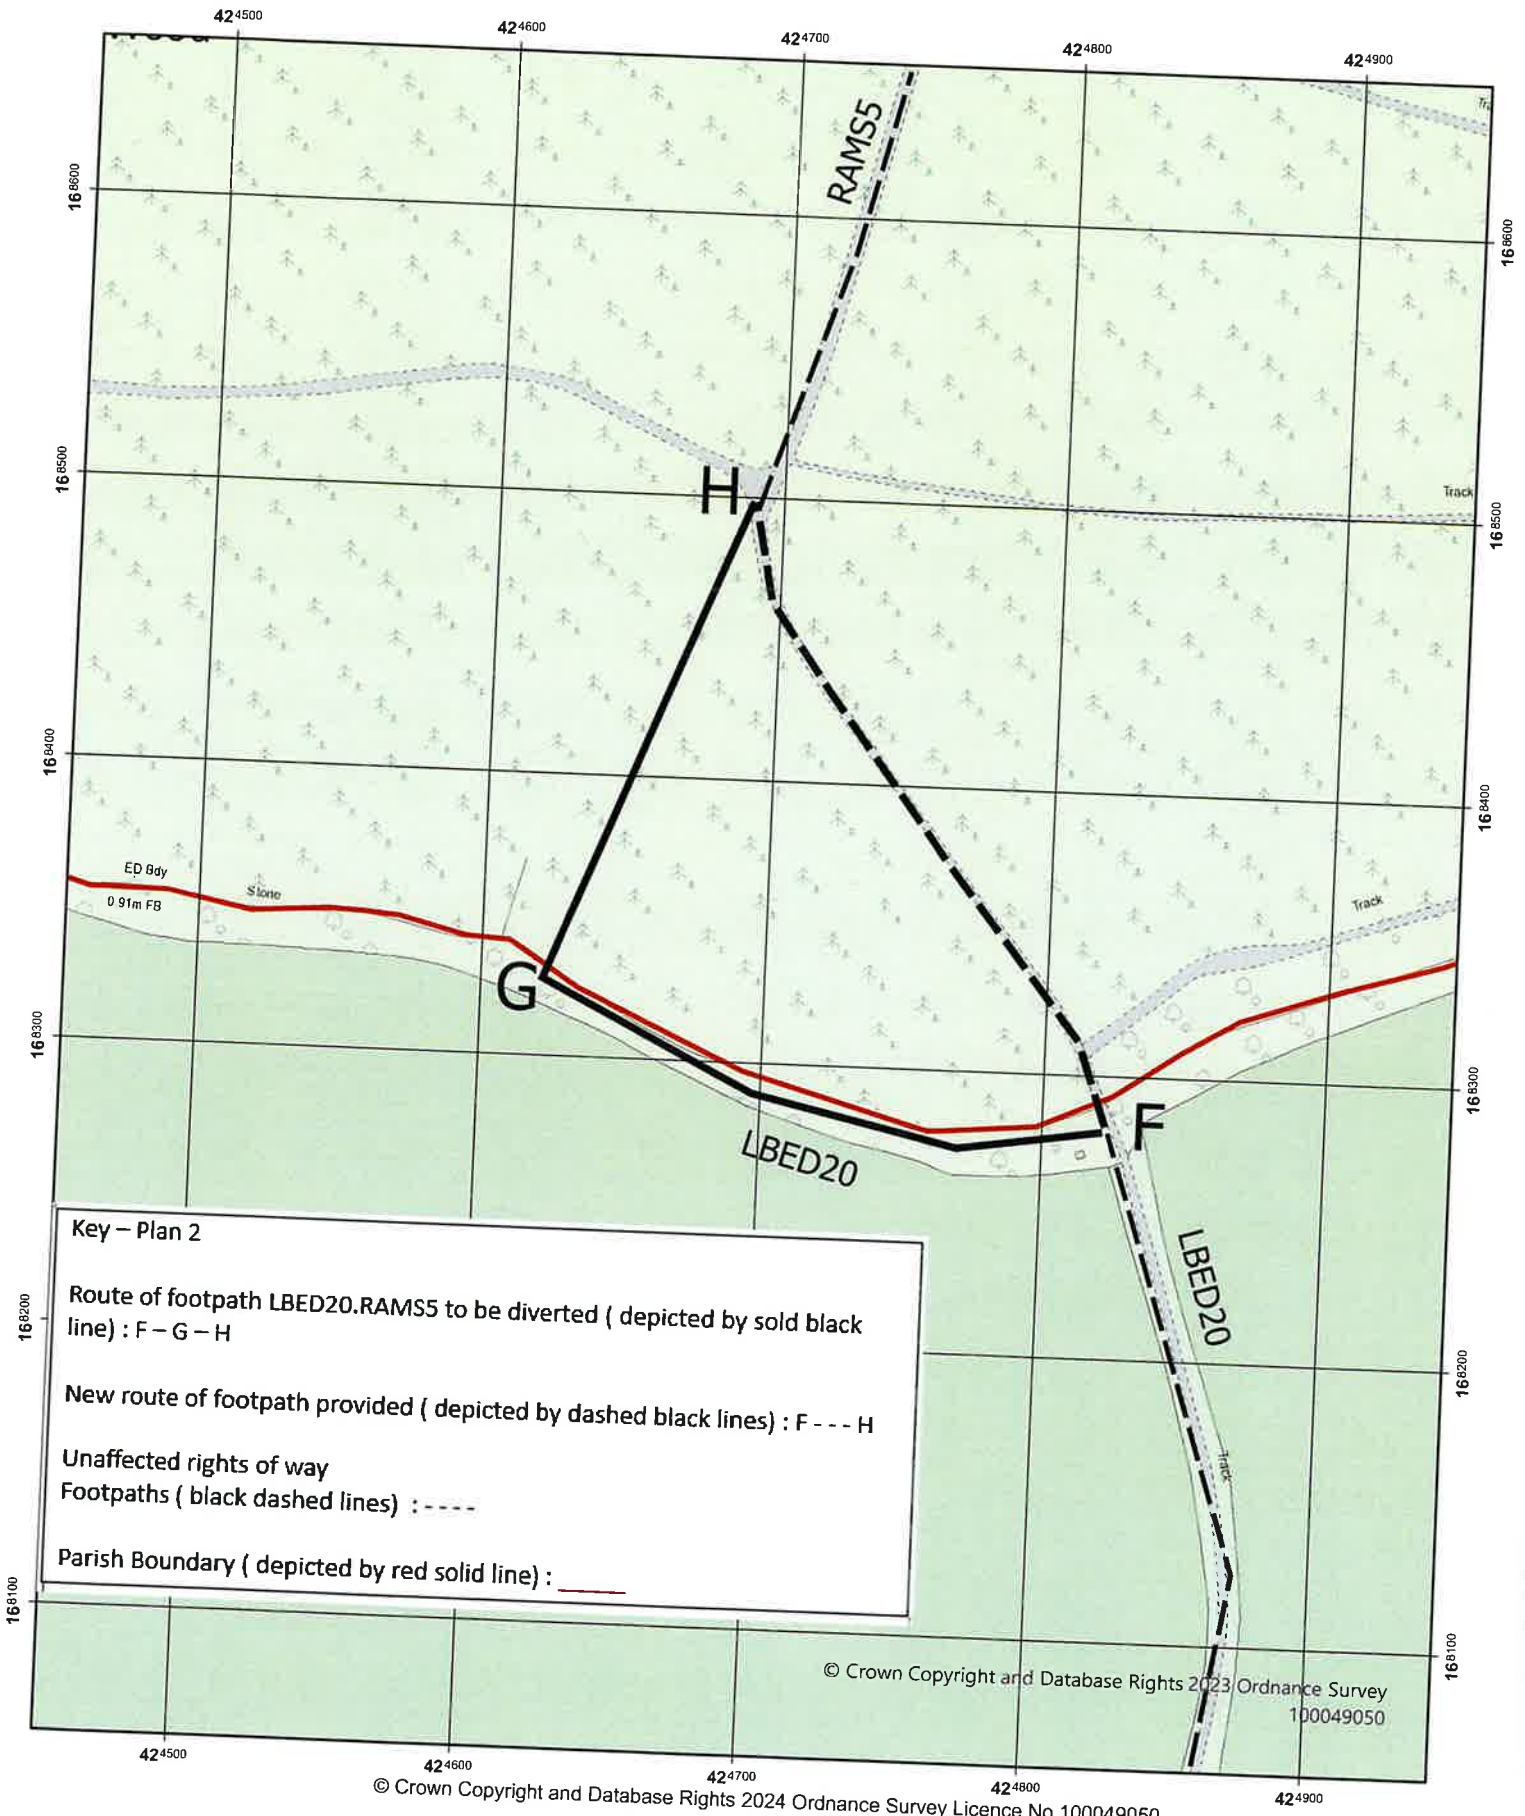 424500
424600
424700
424800
424900
RAMS5
168600
168600
H
168500
168500
Track
168400
168400
ED Bdy
0 91m FB
Stone
Track
G
168300
168300
F
LBED20
LBED20
Key – Plan 2
Route of footpath LBED20.RAMS5 to be diverted ( depicted by sold black
line) : F – G – H
New route of footpath provided ( depicted by dashed black lines) : F - - - H
Unaffected rights of way
Footpaths ( black dashed lines) : - - - -
Parish Boundary ( depicted by red solid line) :
168200
168200
Track
168100
168100
© Crown Copyright and Database Rights 2023 Ordnance Survey
100049050
424500
424600
424700
424800
424900
© Crown Copyright and Database Rights 2024 Ordnance Survey Licence No 100049050